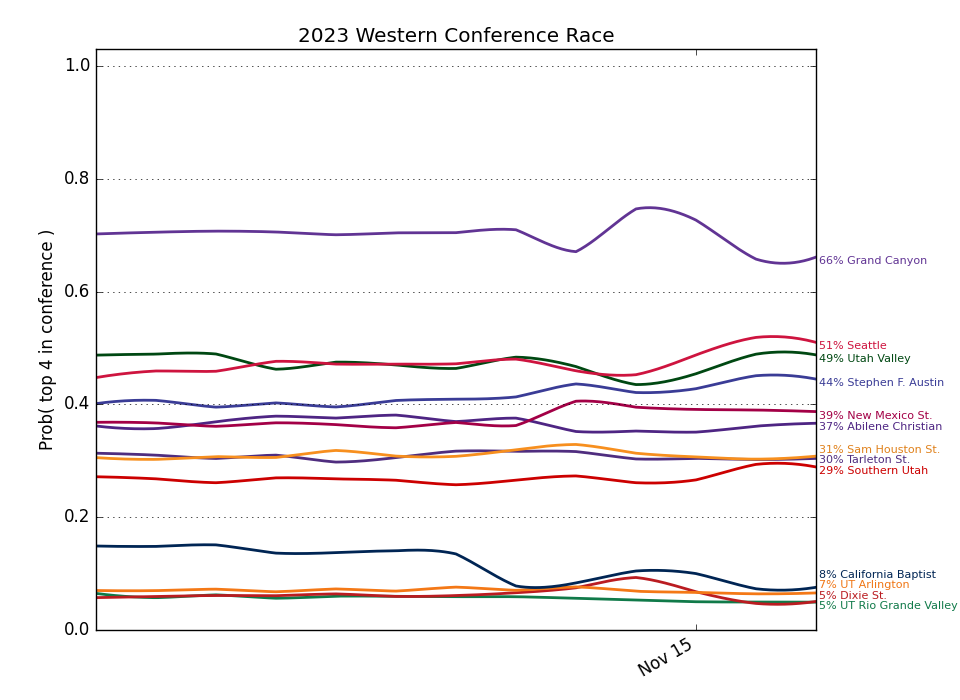 2023 Western Conference Race
Prob( top 4 in conference )
1.0
0.8
0.6
0.4
0.2
0.0
Nov 15
66% Grand Canyon
51% Seattle
49% Utah Valley
44% Stephen F. Austin
39% New Mexico St.
37% Abilene Christian
31% Sam Houston St.
30% Tarleton St.
29% Southern Utah
8% California Baptist
7% UT Arlington
5% Dixie St.
5% UT Rio Grande Valley